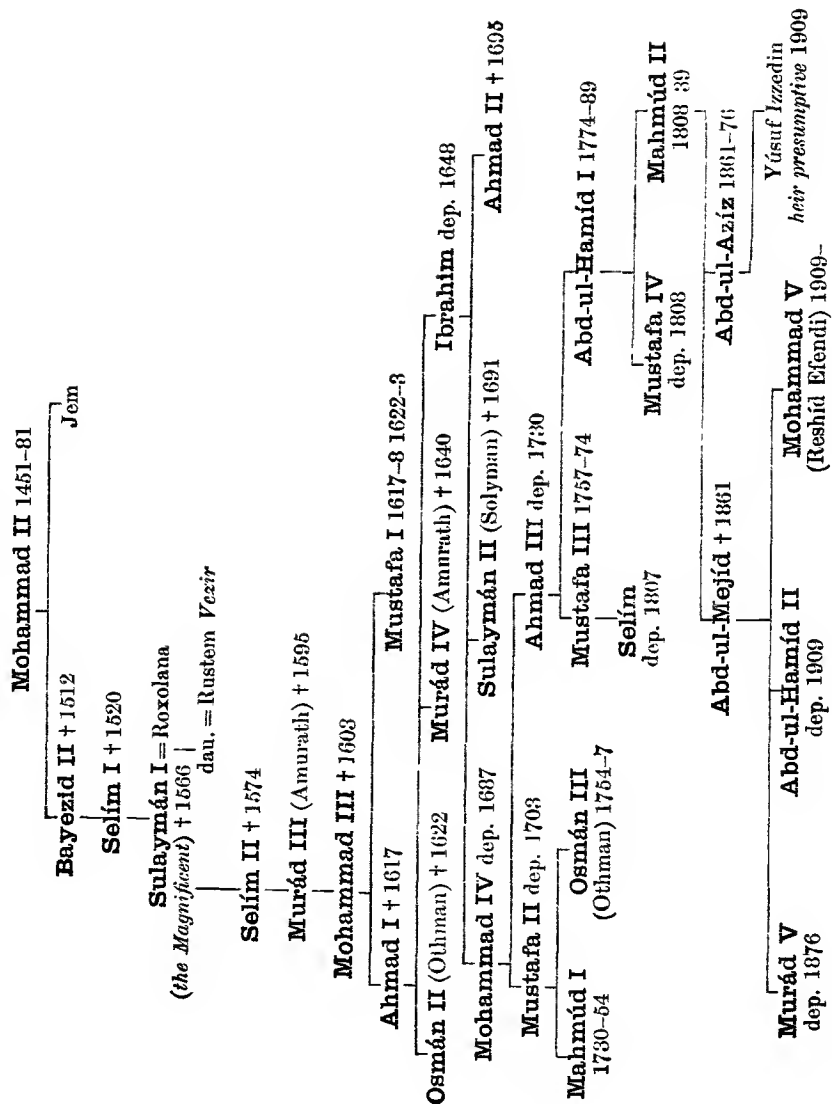 Mohammad II 1451–81
Bayezid II † 1512
Jem
Selím I † 1520
Sulaymán I = Roxolana
(the Magnificent) † 1566
dau. = Rustem Vezir
Selím II † 1574
Murád III (Amurath) † 1595
Mohammad III † 1603
Ahmad I † 1617
Mustafa I 1617–8 1622–3
Osmán II (Othman) † 1622
Murád IV (Amurath) † 1640
Ibrahim dep. 1648
Mohammad IV dep. 1687
Sulaymán II (Solyman) † 1691
Ahmad II † 1695
Mustafa II dep. 1703
Ahmad III dep. 1730
Mahmúd I
1730–54
Osmán III
(Othman) 1754–7
Mustafa III 1757–74
Abd-ul-Hamíd I 1774–89
Selím
dep. 1807
Mustafa IV
dep. 1808
Mahmúd II
1808 39
Abd-ul-Mejíd † 1861
Abd-ul-Azíz 1861–76
Murád V
dep. 1876
Abd-ul-Hamíd II
dep. 1909
Mohammad V
(Reshíd Efendi) 1909–
Yúsuf Izzedin
heir presumptive 1909